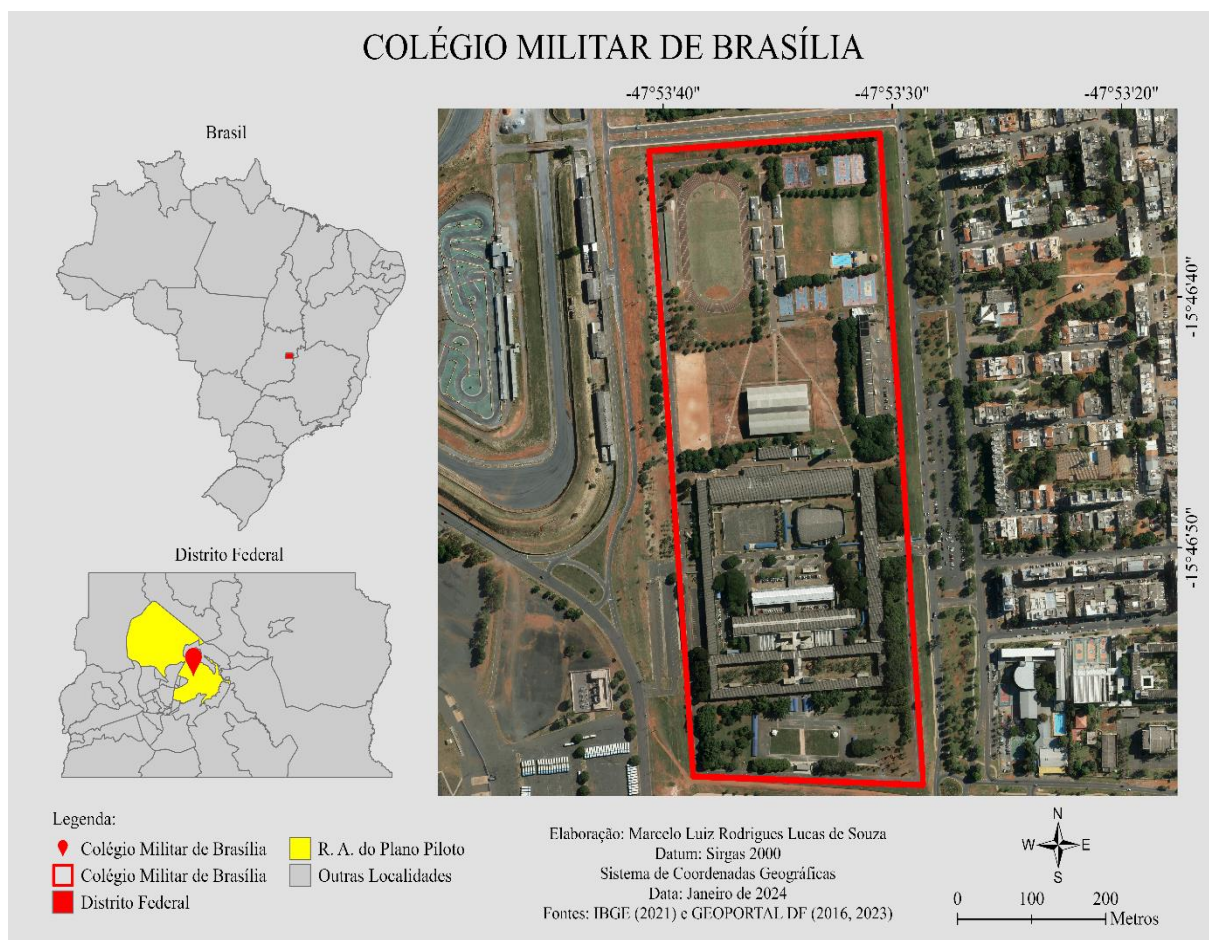 COLÉGIO MILITAR DE BRASÍLIA
Brasil
Distrito Federal
-47°53'40"
-47°53'30"
-47°53'20"
-15°46'40"
-15°46'50"
Legenda:
Colégio Militar de Brasília
Colégio Militar de Brasília
Distrito Federal
R. A. do Plano Piloto
Outras Localidades
Elaboração: Marcelo Luiz Rodrigues Lucas de Souza
Datum: Sirgas 2000
Sistema de Coordenadas Geográficas
Data: Janeiro de 2024
Fontes: IBGE (2021) e GEOPORTAL DF (2016, 2023)
N
W E
S
0 100 200
Metros